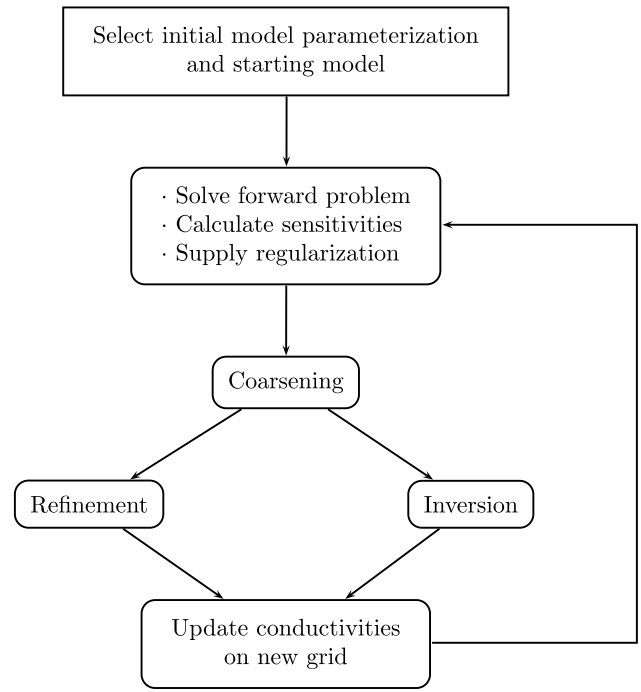 Select initial model parameterization
and starting model
· Solve forward problem
· Calculate sensitivities
· Supply regularization
Coarsening
Refinement
Inversion
Update conductivities
on new grid